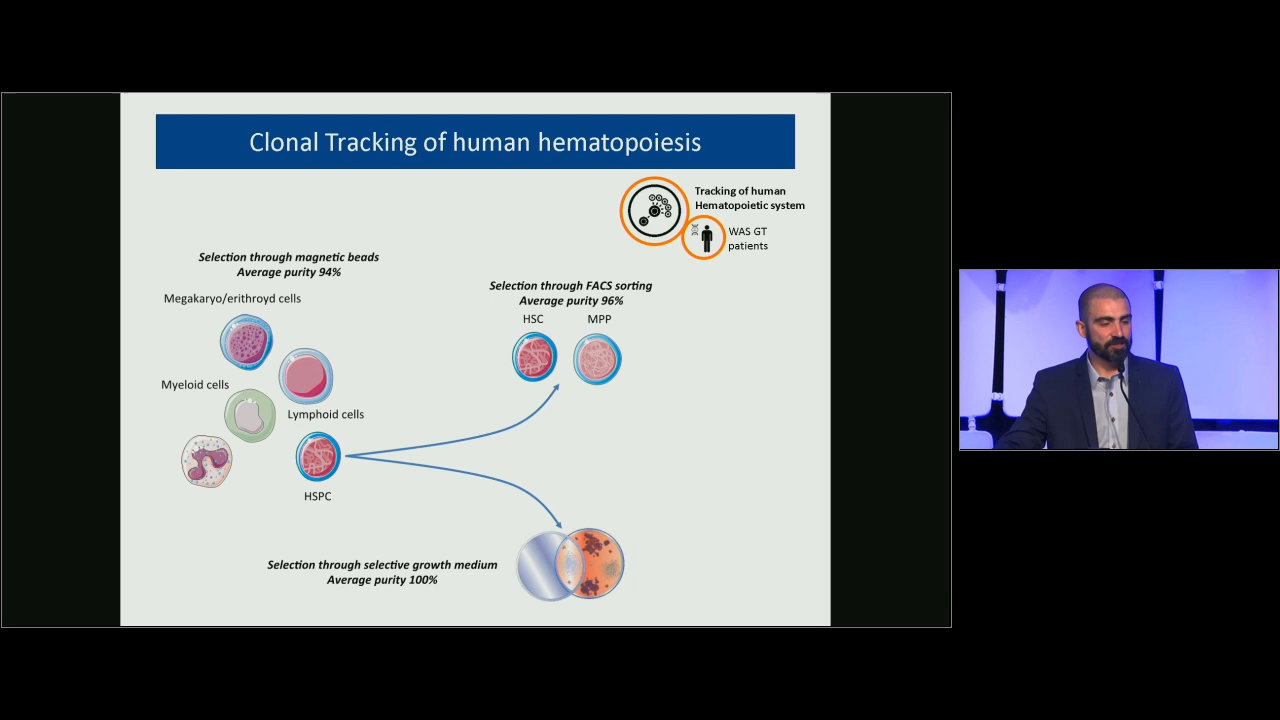 Clonal Tracking of human hematopoiesis
Tracking of human
Hematopoietic system
WAS GT
patients
Selection through magnetic beads
Average purity 94%
Megakaryo/erithroyd cells
Myeloid cells
Lymphoid cells
HSPC
Selection through FACS sorting
Average purity 96%
HSC MPP
Selection through selective growth medium
Average purity 100%